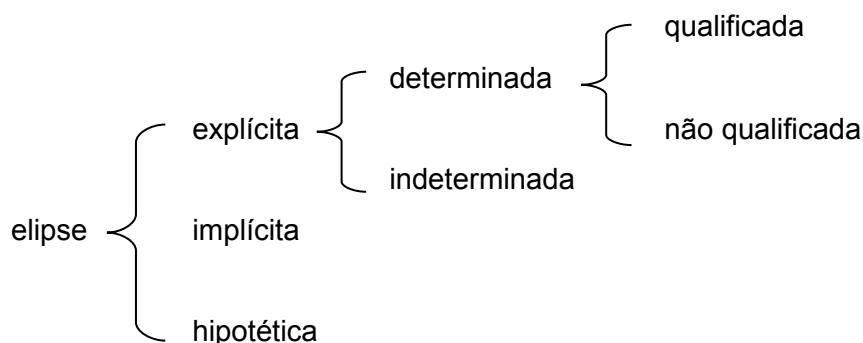 qualificada
determinada
explícita
não qualificada
indeterminada
elipse
implícita
hipotética